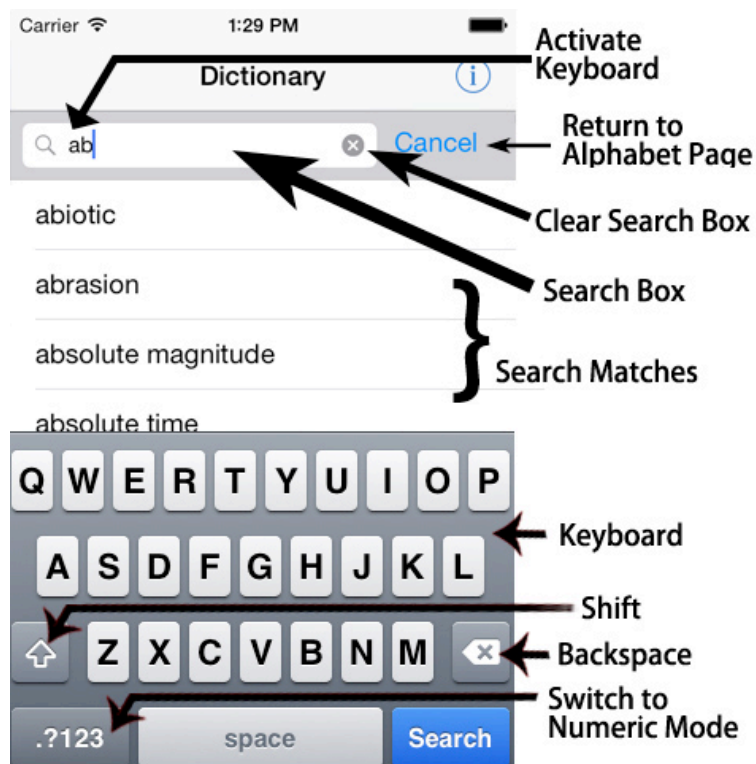 Carrier 1:29 PM
Activate
Keyboard
Dictionary
ab
Cancel
Return to
Alphabet Page
abiotic
Clear Search Box
abrasion
Search Box
absolute magnitude
Search Matches
absolute time
Q W E R T Y U I O P
A S D F G H J K L
Keyboard
Shift
Z X C V B N M
Backspace
Switch to
Numeric Mode
.?123 space Search